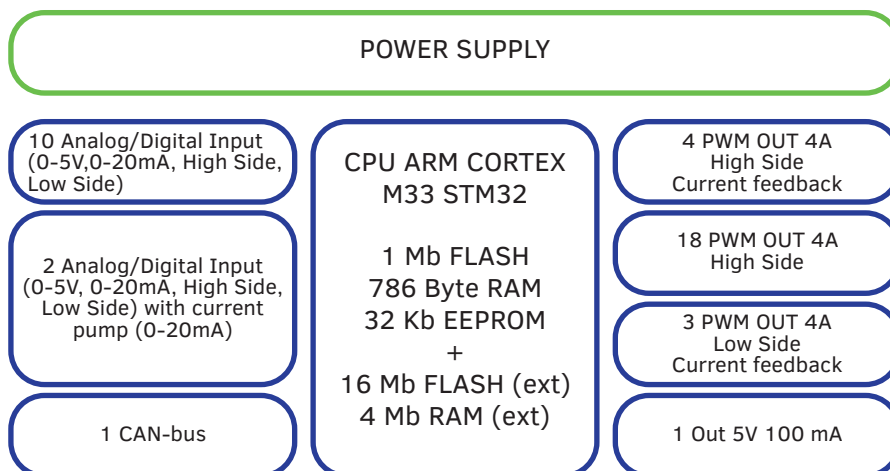 POWER SUPPLY
10 Analog/Digital Input
(0-5V,0-20mA, High Side,
Low Side)
2 Analog/Digital Input
(0-5V, 0-20mA, High Side,
Low Side) with current
pump (0-20mA)
1 CAN-bus
CPU ARM CORTEX
M33 STM32
1 Mb FLASH
786 Byte RAM
32 Kb EEPROM
+
16 Mb FLASH (ext)
4 Mb RAM (ext)
4 PWM OUT 4A
High Side
Current feedback
18 PWM OUT 4A
High Side
3 PWM OUT 4A
Low Side
Current feedback
1 Out 5V 100 mA